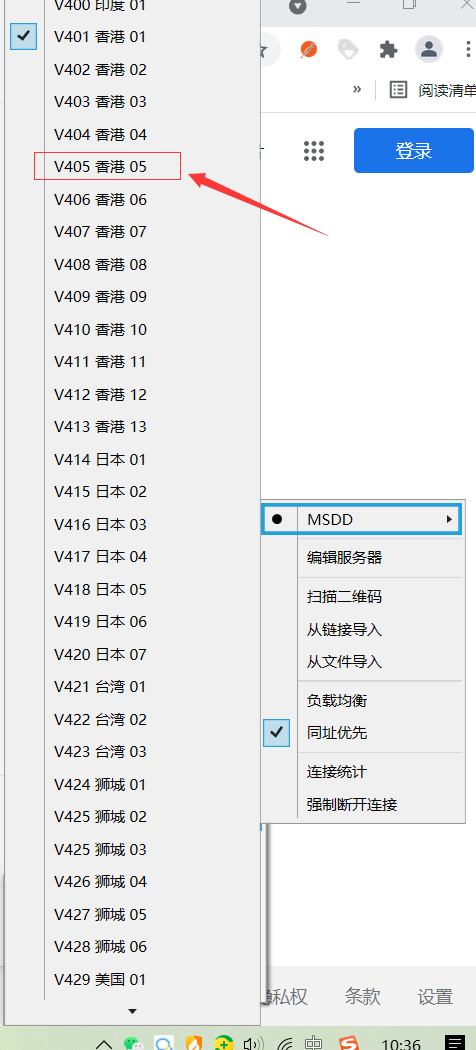 V400 印度 01
V401 香港 01
V402 香港 02
V403 香港 03
V404 香港 04
V405 香港 05
V406 香港 06
V407 香港 07
V408 香港 08
V409 香港 09
V410 香港 10
V411 香港 11
V412 香港 12
V413 香港 13
V414 日本 01
V415 日本 02
V416 日本 03
V417 日本 04
V418 日本 05
V419 日本 06
V420 日本 07
V421 台湾 01
V422 台湾 02
V423 台湾 03
V424 狮城 01
V425 狮城 02
V425 狮城 03
V426 狮城 04
V427 狮城 05
V428 狮城 06
V429 美国 01
» 阅读清单
登录
MSDD
编辑服务器
扫描二维码
从链接导入
从文件导入
负载均衡
同址优先
连接统计
强制断开连接
私权 条款 设置
中 10:36